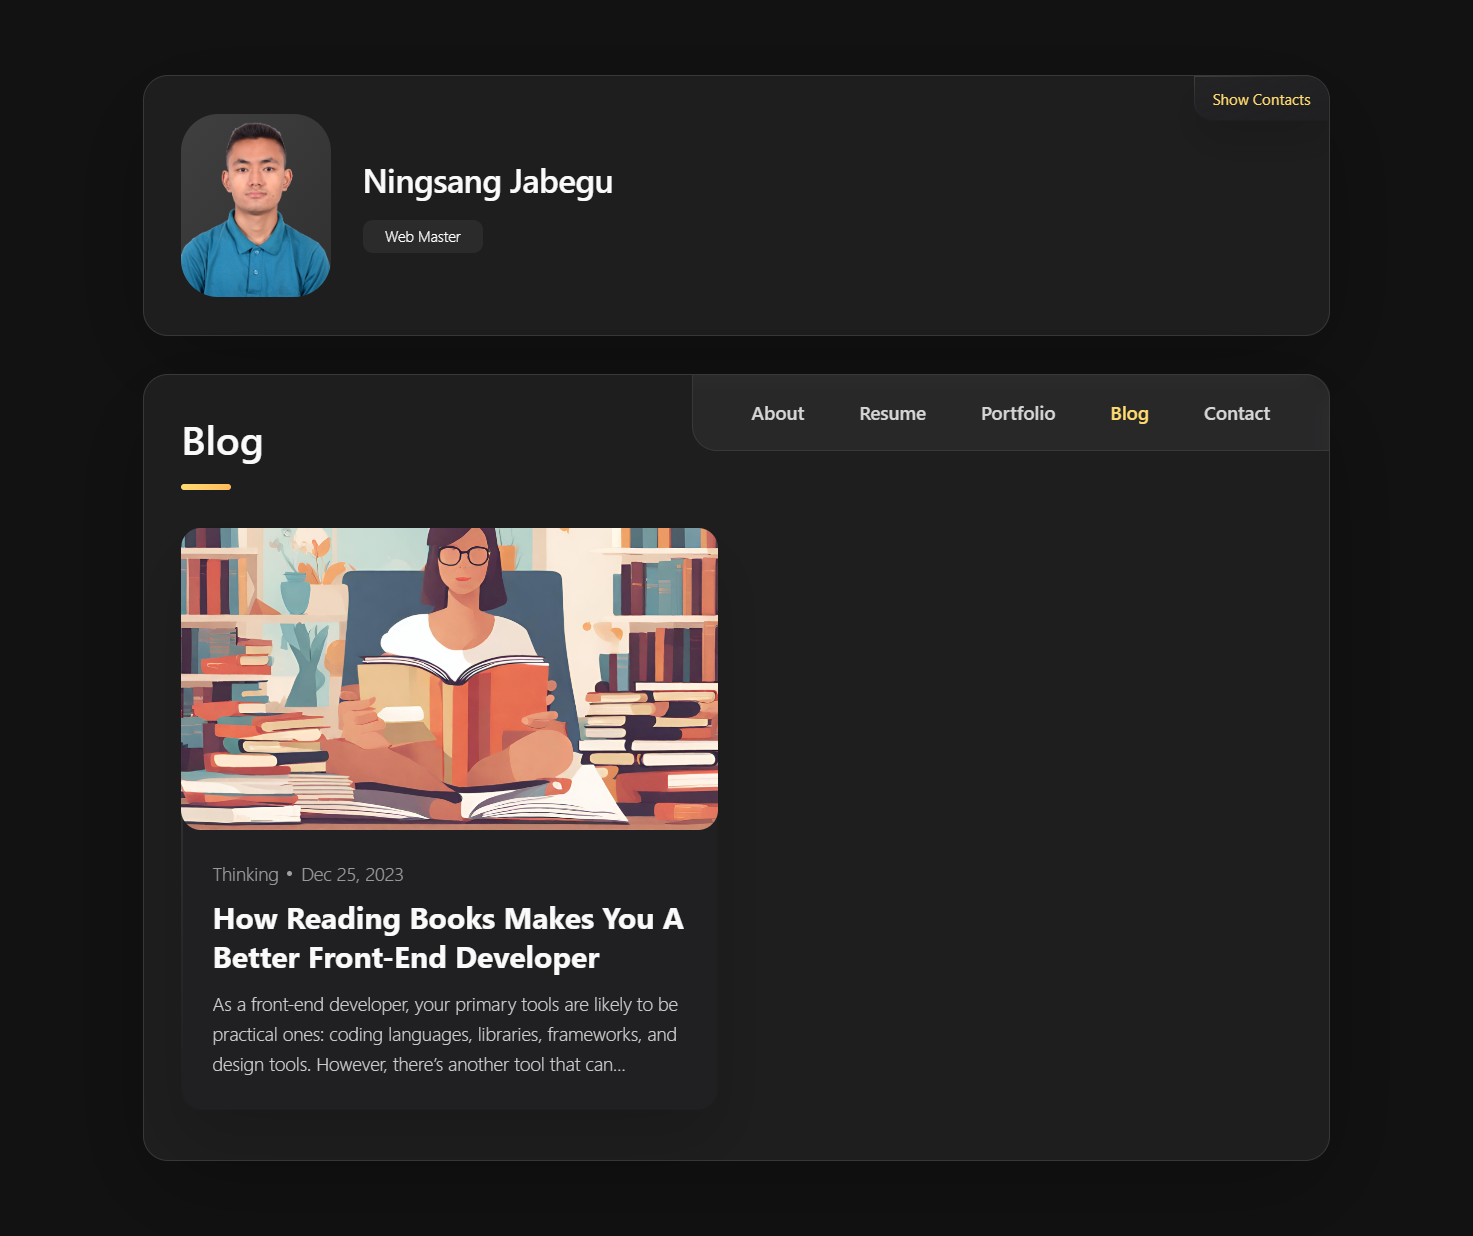 Show Contacts
Ningsang Jabegu
Web Master
About Resume Portfolio Blog Contact
Blog
Thinking • Dec 25, 2023
How Reading Books Makes You A
Better Front-End Developer
As a front-end developer, your primary tools are likely to be
practical ones: coding languages, libraries, frameworks, and
design tools. However, there’s another tool that can...